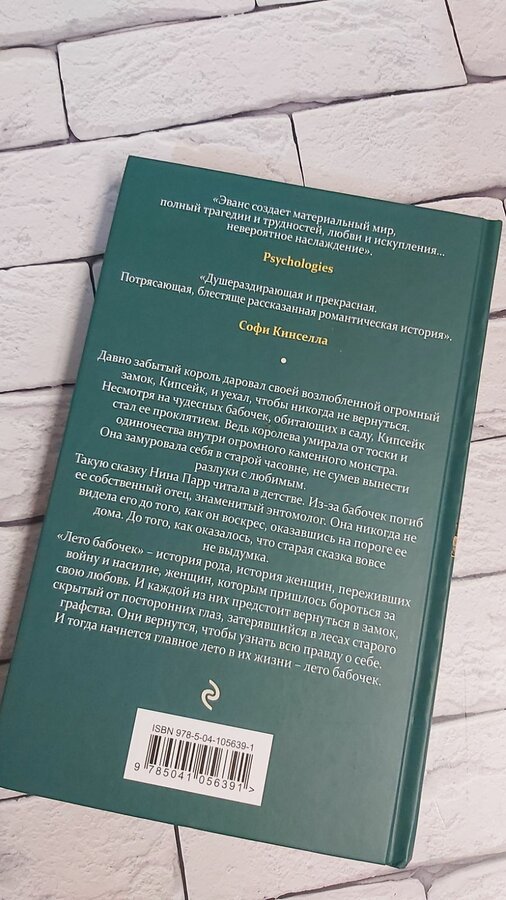 «Эванс создает материальный мир,
полный трагедии и трудностей, любви и искупления...
невероятное наслаждение».
Psychologies
«Душераздирающая и прекрасная.
Потрясающая, блестяще рассказанная романтическая история».
Софи Кинселла
Давно забытый король даровал своей возлюбленной огромный
замок, Кипсейк, и уехал, чтобы никогда не вернуться.
Несмотря на чудесных бабочек, обитающих в саду, Кипсейк
стал ее проклятием. Ведь королева умирала от тоски и
одиночества внутри огромного каменного монстра.
Она замуровала себя в старой часовне, не сумев вынести
разлуки с любимым.
Такую сказку Нина Парр читала в детстве. Из-за бабочек погиб
ее собственный отец, знаменитый энтомолог. Она никогда не
видела его до того, как он воскрес, оказавшись на пороге ее
дома. До того, как оказалось, что старая сказка вовсе
не выдумка.
«Лето бабочек» – история рода, история женщин, переживших
войну и насилие, женщин, которым пришлось бороться за
свою любовь. И каждой из них предстоит вернуться в замок,
скрытый от посторонних глаз, затерявшийся в лесах старого
графства. Они вернутся, чтобы узнать всю правду о себе.
И тогда начнется главное лето в их жизни – лето бабочек.
ISBN 978-5-04-105639-1
9 785041 056391 >